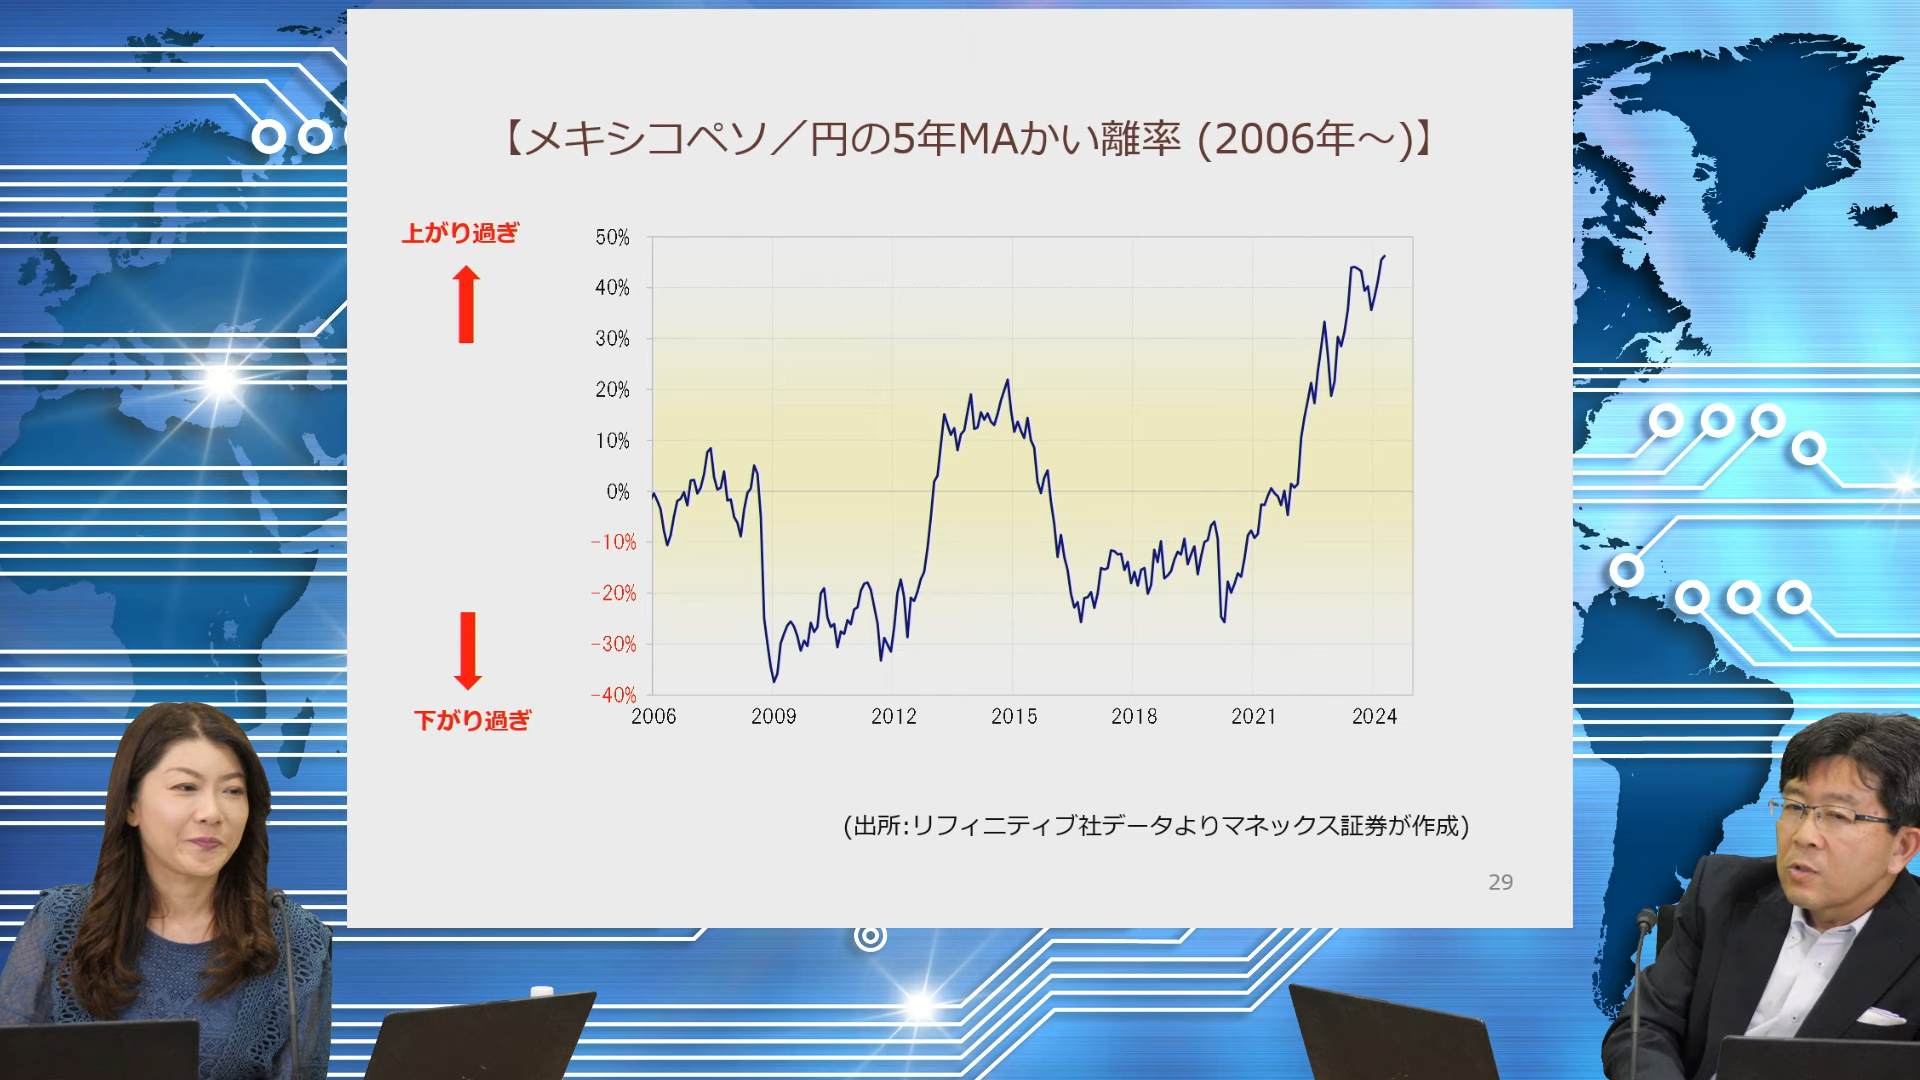 【メキシコペソ／円の5年MAかい離率 (2006年～)】
上がり過ぎ
50%
40%
30%
20%
10%
0%
-10%
-20%
-30%
-40%
下がり過ぎ
2006 2009 2012 2015 2018 2021 2024
(出所:リフィニティブ社データよりマネックス証券が作成)
29